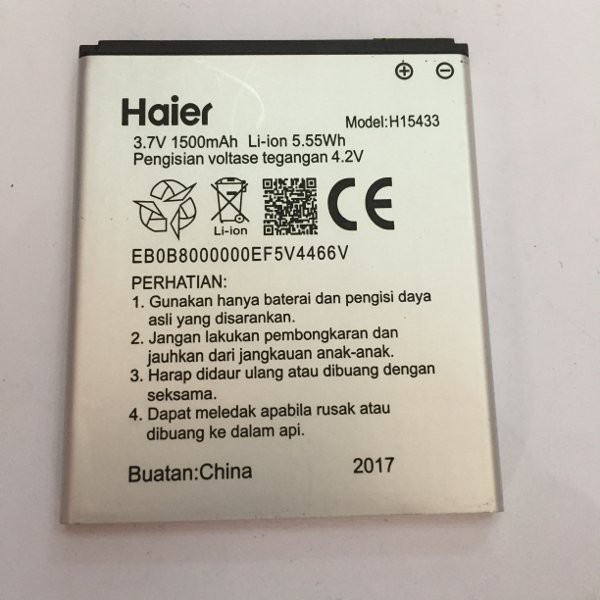 Haier
Model:H15433
3.7V 1500mAh Li-ion 5.55Wh
Pengisian voltase tegangan 4.2V
Li-ion
CE
EB0B8000000EF5V4466V
PERHATIAN:
1. Gunakan hanya baterai dan pengisi daya
asli yang disarankan.
2. Jangan lakukan pembongkaran dan
jauhkan dari jangkauan anak-anak.
3. Harap didaur ulang atau dibuang dengan
seksama.
4. Dapat meledak apabila rusak atau
dibuang ke dalam api.
Buatan:China
2017